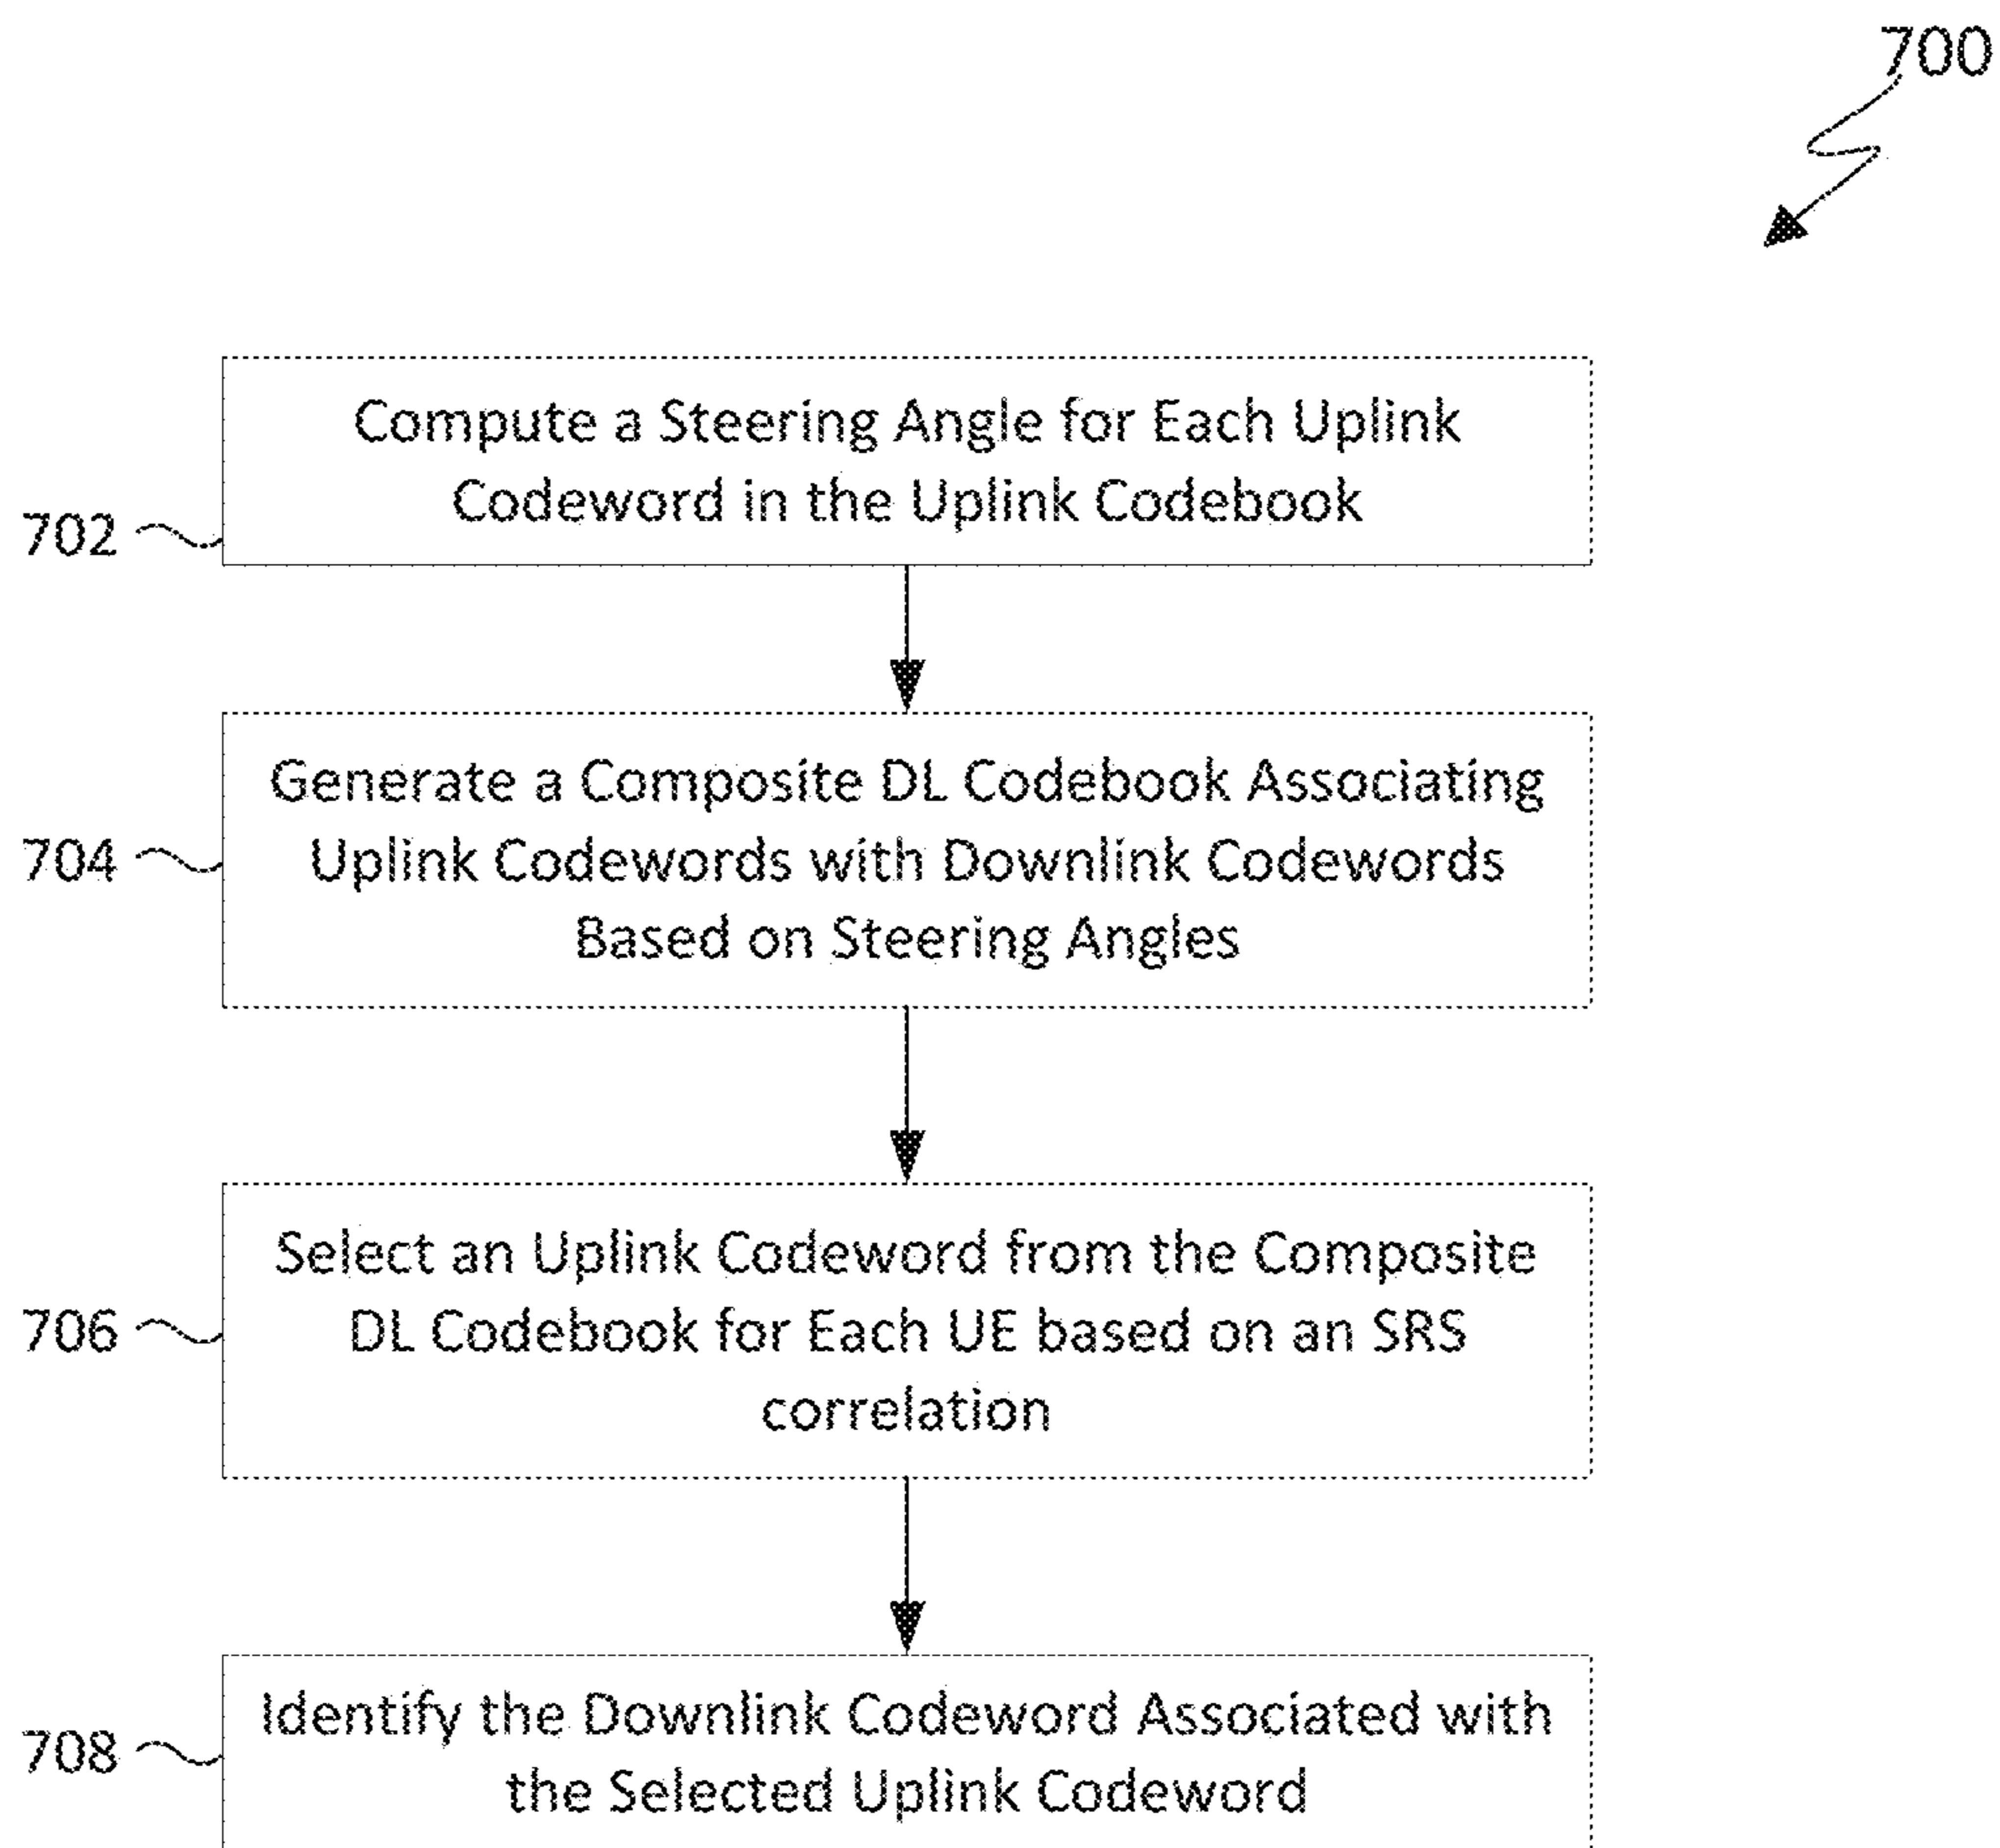 700
Compute a Steering Angle for Each Uplink
Codeword in the Uplink Codebook
702
Generate a Composite DL Codebook Associating
Uplink Codewords with Downlink Codewords
Based on Steering Angles
704
Select an Uplink Codeword from the Composite
DL Codebook for Each UE based on an SRS
correlation
706
Identify the Downlink Codeword Associated with
the Selected Uplink Codeword
708